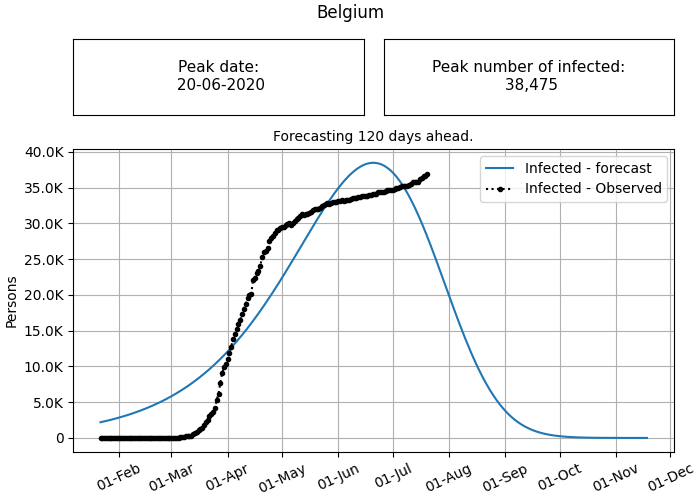 Belgium
Peak date:
20-06-2020
Peak number of infected:
38,475
Forecasting 120 days ahead.
40.0K
35.0K
30.0K
25.0K
20.0K
15.0K
10.0K
5.0K
0
Persons
Infected - forecast
Infected - Observed
01-Feb
01-Mar
01-Apr
01-May
01-Jun
01-Jul
01-Aug
01-Sep
01-Oct
01-Nov
01-Dec